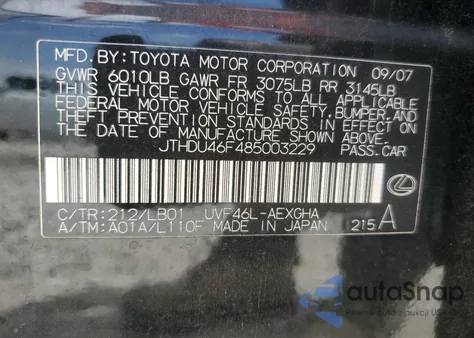 MFD. BY: TOYOTA MOTOR CORPORATION 09/07
GVWR 6010LB GAWR FR 3075LB RR 3145LB
THIS VEHICLE CONFORMS TO ALL APPLICABLE
FEDERAL MOTOR VEHICLE SAFETY, BUMPER, AND
THEFT PREVENTION STANDARDS IN EFFECT ON
THE DATE OF MANUFACTURE SHOWN ABOVE.
JTHDU46F485003229 PASS. CAR
C/TR: 212/LB01 UVF46L-AEXGHA
A/TM: A01A/L110F MADE IN JAPAN 215A
autoSnap